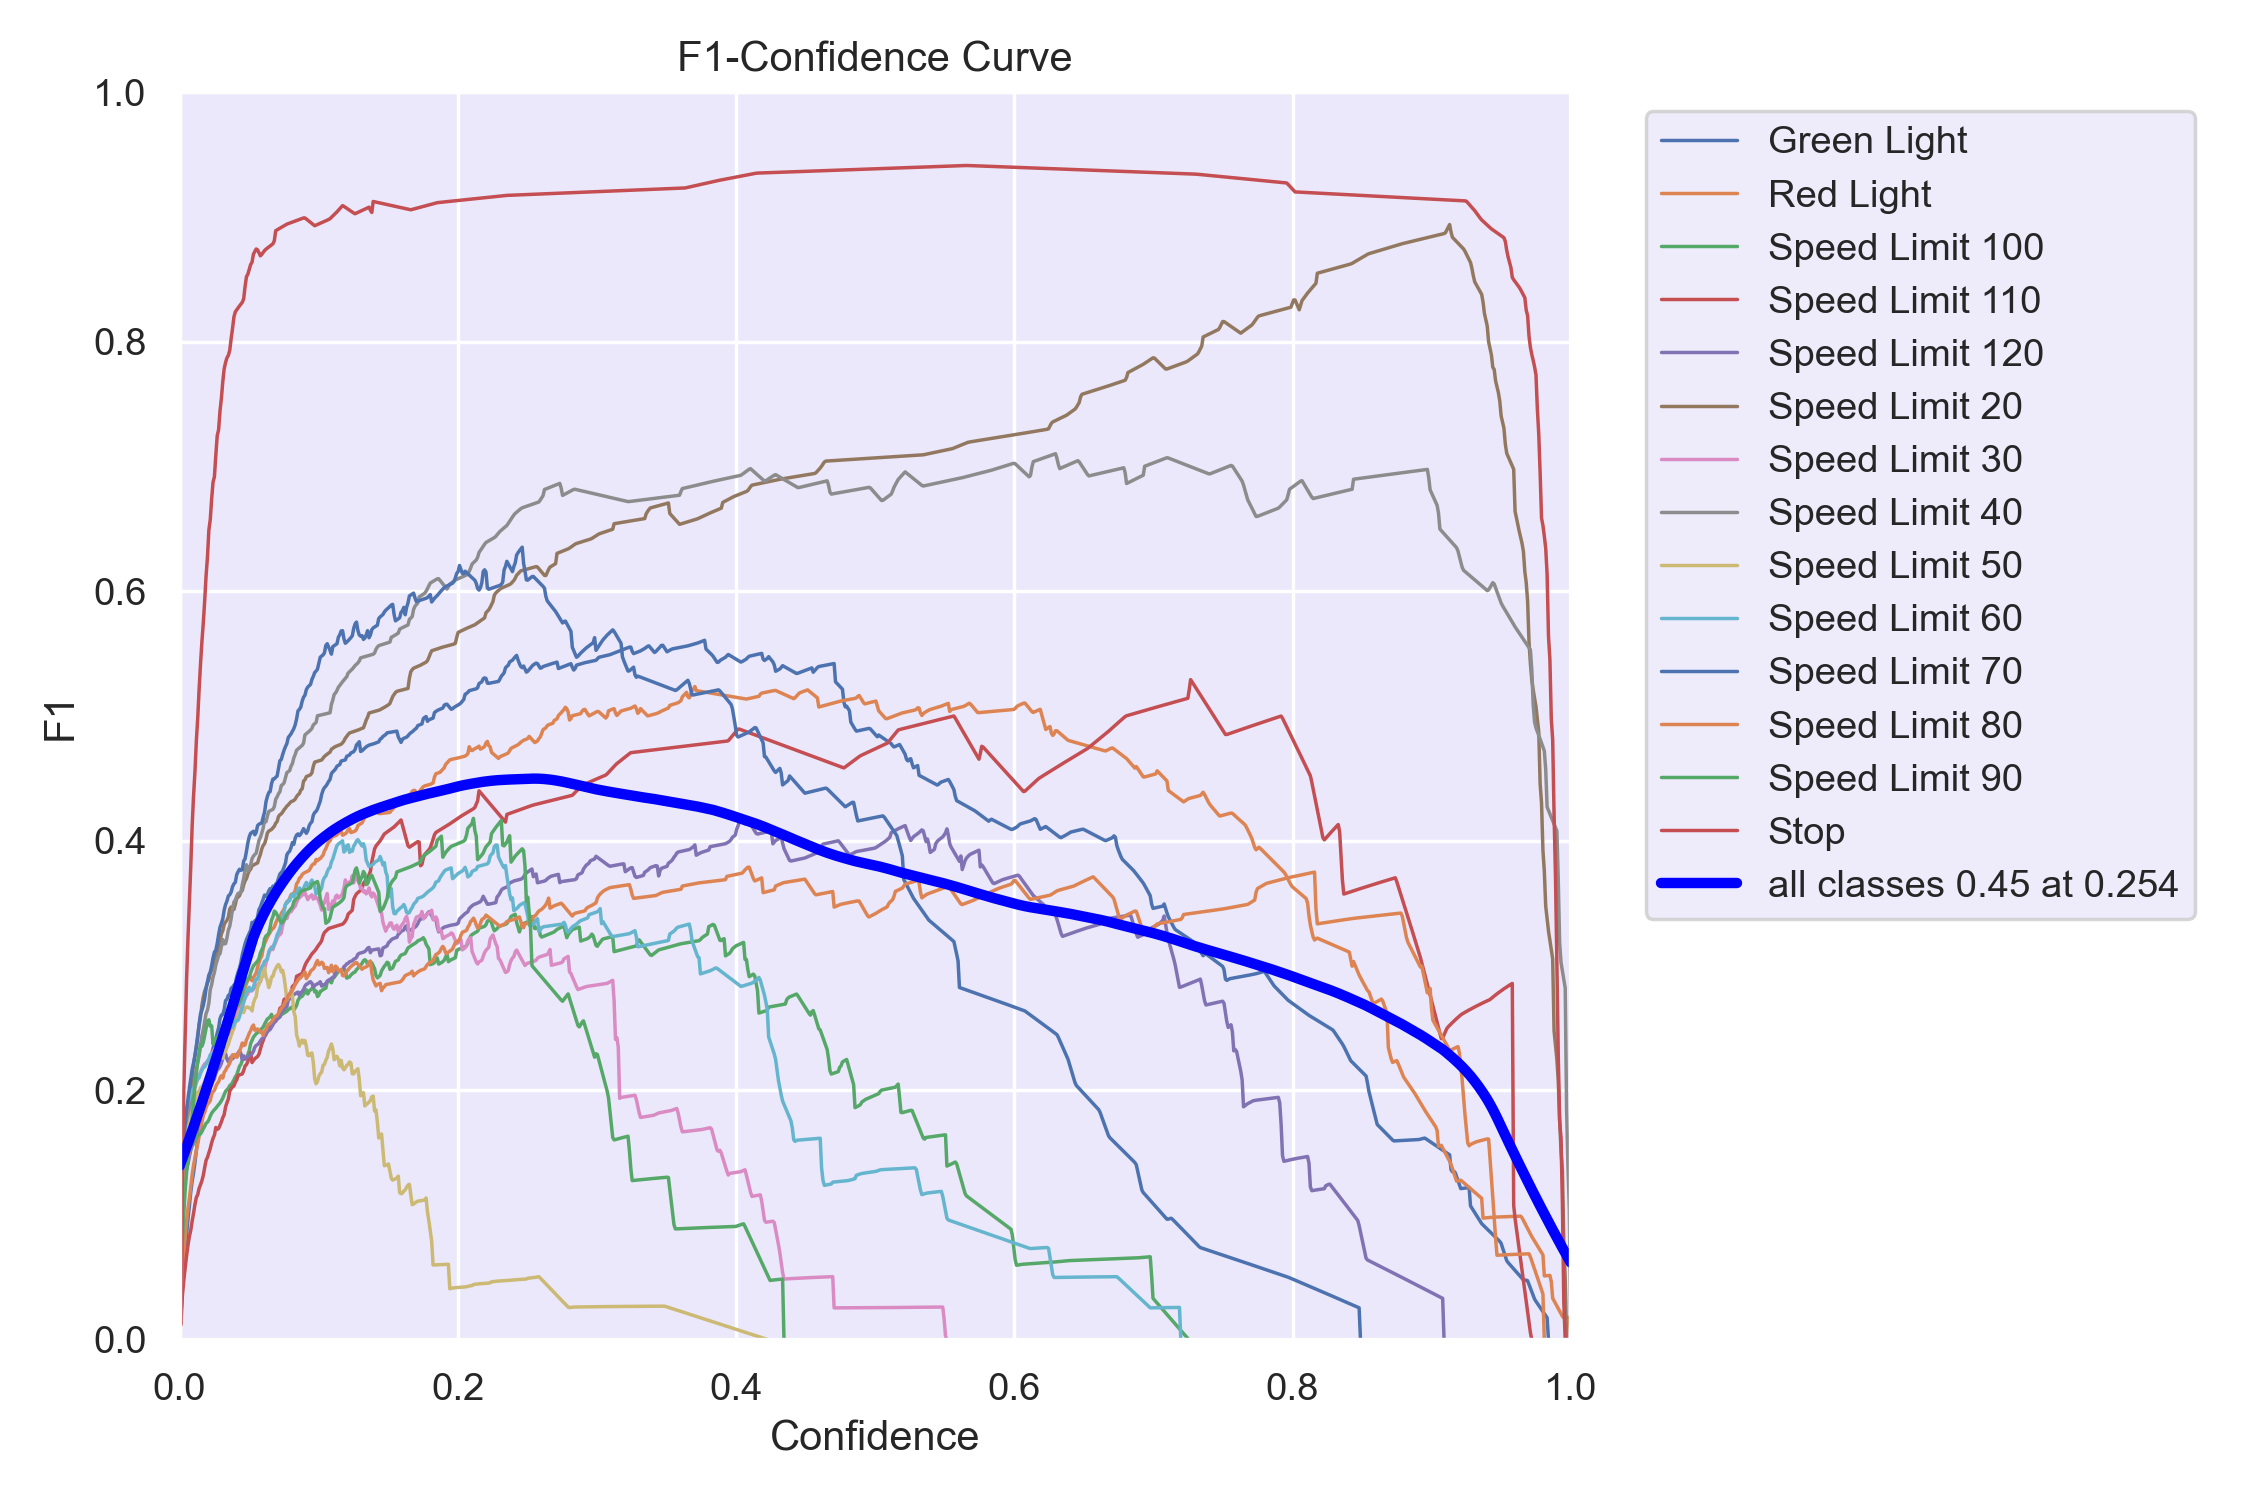 F1-Confidence Curve
1.0
0.8
0.6
0.4
0.2
0.0
F1
0.0 0.2 0.4 0.6 0.8 1.0
Confidence
Green Light
Red Light
Speed Limit 100
Speed Limit 110
Speed Limit 120
Speed Limit 20
Speed Limit 30
Speed Limit 40
Speed Limit 50
Speed Limit 60
Speed Limit 70
Speed Limit 80
Speed Limit 90
Stop
all classes 0.45 at 0.254